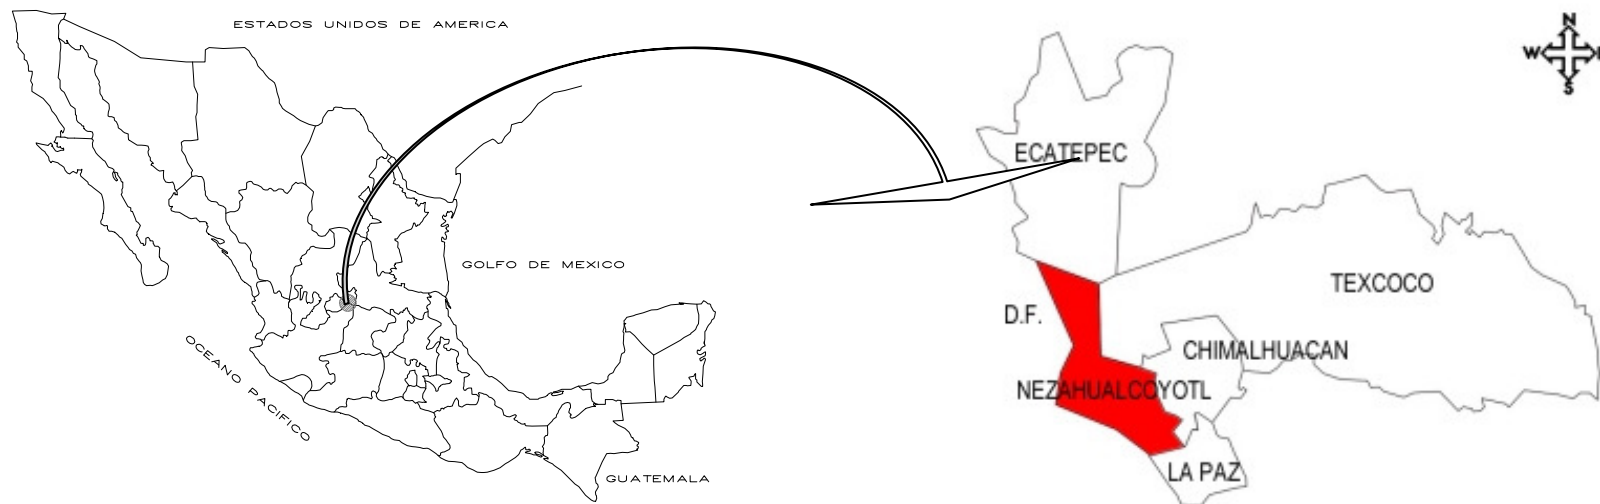 ESTADOS UNIDOS DE AMERICA
GOLFO DE MEXICO
OCEANO PACIFICO
GUATEMALA
N
W
S
ECATEPEC
TEXCOCO
D.F.
CHIMALHUACAN
NEZAHUALCOYOTL
LA PAZ